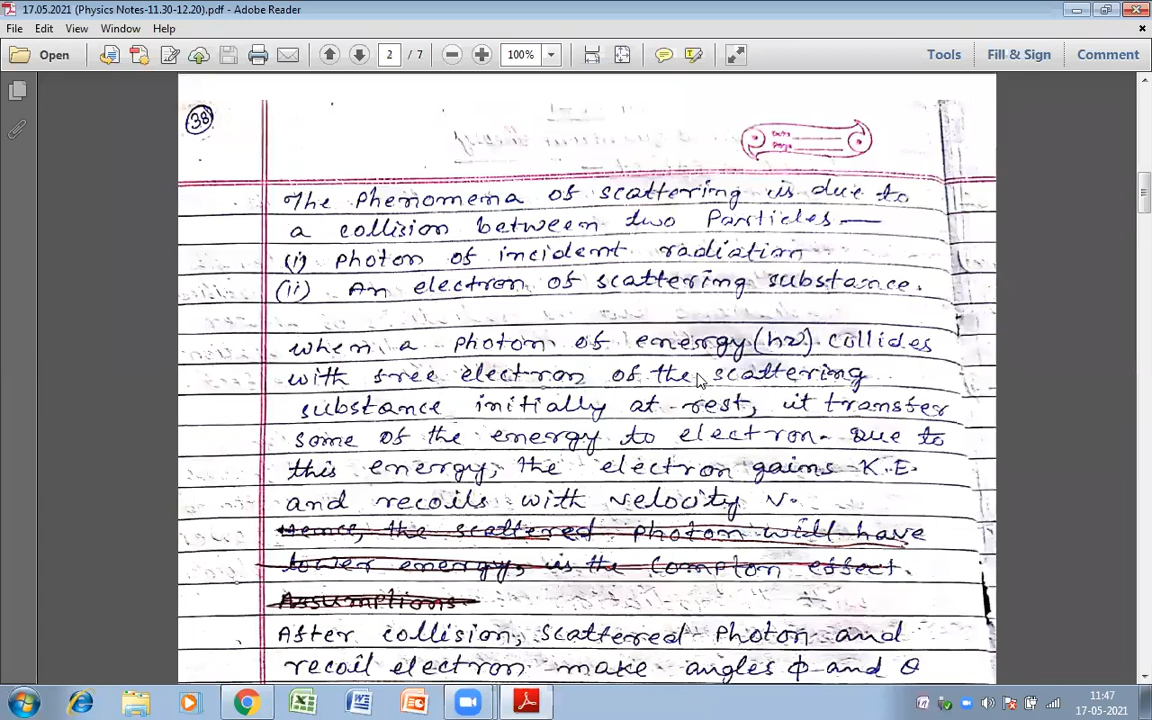 17.05.2021 (Physics Notes-11.30-12.20).pdf - Adobe Reader
File Edit View Window Help
Open 2 / 7 100% Tools Fill & Sign Comment
38
The Phenomema of scattering is due to
a collision between two Particles—
(i) Photon of incident radiation
(ii) An electron of scattering substance.
when a photon of energy (hν) collides
with free electron of the scattering
substance initially at rest, it transfer
some of the energy to electron. Due to
this energy, the electron gains K.E.
and recoils with velocity v.
Hence, the scattered Photon will have
lower energy, is the Compton effect.
Assumptions
After collision, scattered Photon and
recoil electron make angles ϕ and θ
11:47
17-05-2021